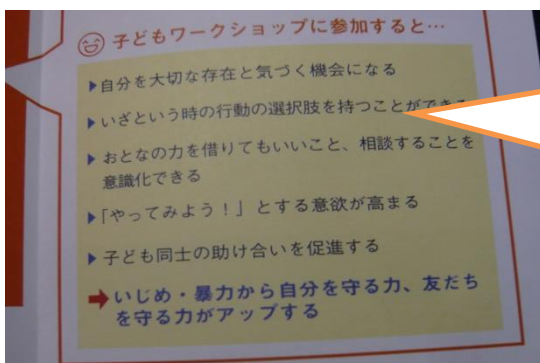 子どもワークショップに参加すると…
▶自分を大切な存在と気づく機会になる
▶いざという時の行動の選択肢を持つことができる
▶おとなの力を借りてもいいこと、相談することを
意識化できる
▶「やってみよう！」とする意欲が高まる
▶子ども同士の助け合いを促進する
➡いじめ・暴力から自分を守る力、友だち
を守る力がアップする